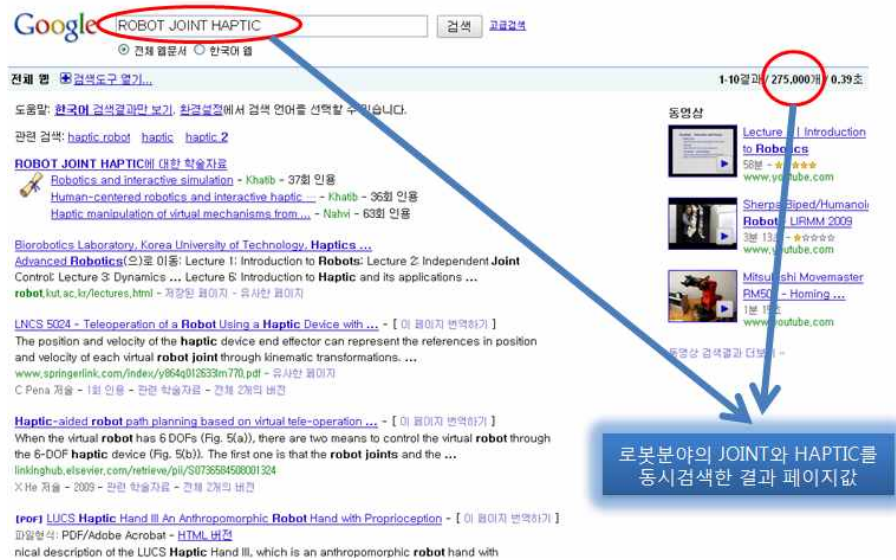 Google ROBOT JOINT HAPTIC 검색 고급검색
전체 웹문서 한국어 웹
전체 웹 검색도구 열기... 1-10결과 / 275,000개 / 0.39초
도움말: 한국어 검색결과만 보기. 환경설정에서 검색 언어를 선택할 수 있습니다.
관련 검색: haptic robot haptic haptic 2
ROBOT JOINT HAPTIC에 대한 학술자료
Robotics and interactive simulation - Khatib - 37회 인용
Human-centered robotics and interactive haptic ... - Khatib - 36회 인용
Haptic manipulation of virtual mechanisms from ... - Nahvi - 63회 인용
Biorobotics Laboratory, Korea University of Technology, Haptics ...
Advanced Robotics(으)로 이동: Lecture 1: Introduction to Robots: Lecture 2: Independent Joint
Control: Lecture 3: Dynamics ... Lecture 6: Introduction to Haptic and its applications ...
robot.kut.ac.kr/lectures.html - 저장된 페이지 - 유사한 페이지
LNCS 5024 - Teleoperation of a Robot Using a Haptic Device with ... - [ 이 페이지 번역하기 ]
The position and velocity of the haptic device end effector can represent the references in position
and velocity of each virtual robot joint through kinematic transformations. ...
www.springerlink.com/index/y864q012633lm770.pdf - 유사한 페이지
C Pena 저술 - 1회 인용 - 관련 학술자료 - 전체 2개의 버전
Haptic-aided robot path planning based on virtual tele-operation ... - [ 이 페이지 번역하기 ]
When the virtual robot has 6 DOFs (Fig. 5(a)), there are two means to control the virtual robot through
the 6-DOF haptic device (Fig. 5(b)). The first one is that the robot joints and the ...
linkinghub.elsevier.com/retrieve/pii/S0736584508001324
X He 저술 - 2009 - 관련 학술자료 - 전체 2개의 버전
[PDF] LUCS Haptic Hand III An Anthropomorphic Robot Hand with Proprioception - [ 이 페이지 번역하기 ]
파일형식: PDF/Adobe Acrobat - HTML 버전
nical description of the LUCS Haptic Hand III, which is an anthropomorphic robot hand with
동영상
Lecture | Introduction
to Robotics
58분 -
www.youtube.com
Sherpa Biped/Humanoi
Robot LIRMM 2009
3분 13초 -
www.youtube.com
Mitsubishi Movemaster
RM501 - Homing ...
1분 15초
www.youtube.com
동영상 검색결과 더보기 »
로봇분야의 JOINT와 HAPTIC를
동시검색한 결과 페이지값